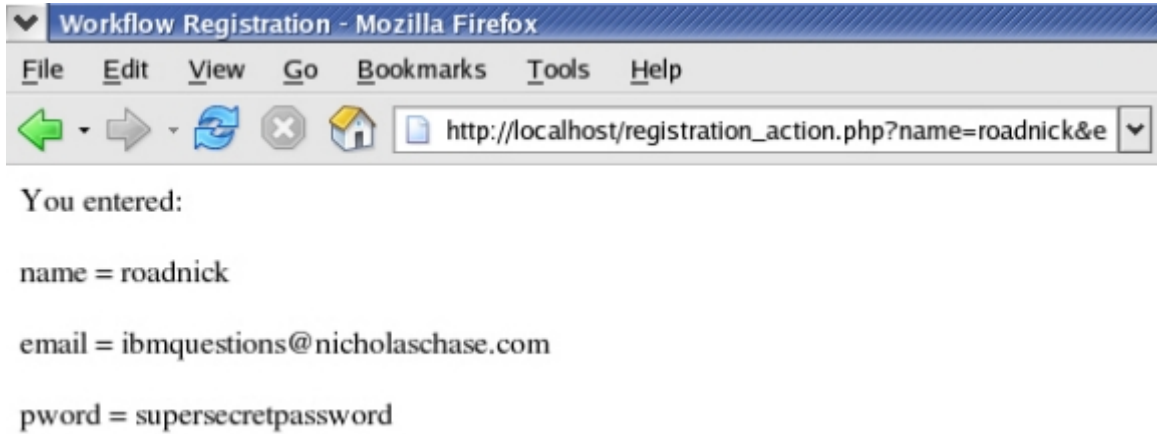 Workflow Registration - Mozilla Firefox
File Edit View Go Bookmarks Tools Help
http://localhost/registration_action.php?name=roadnick&e
You entered:
name = roadnick
email = ibmquestions@nicholaschase.com
pword = supersecretpassword